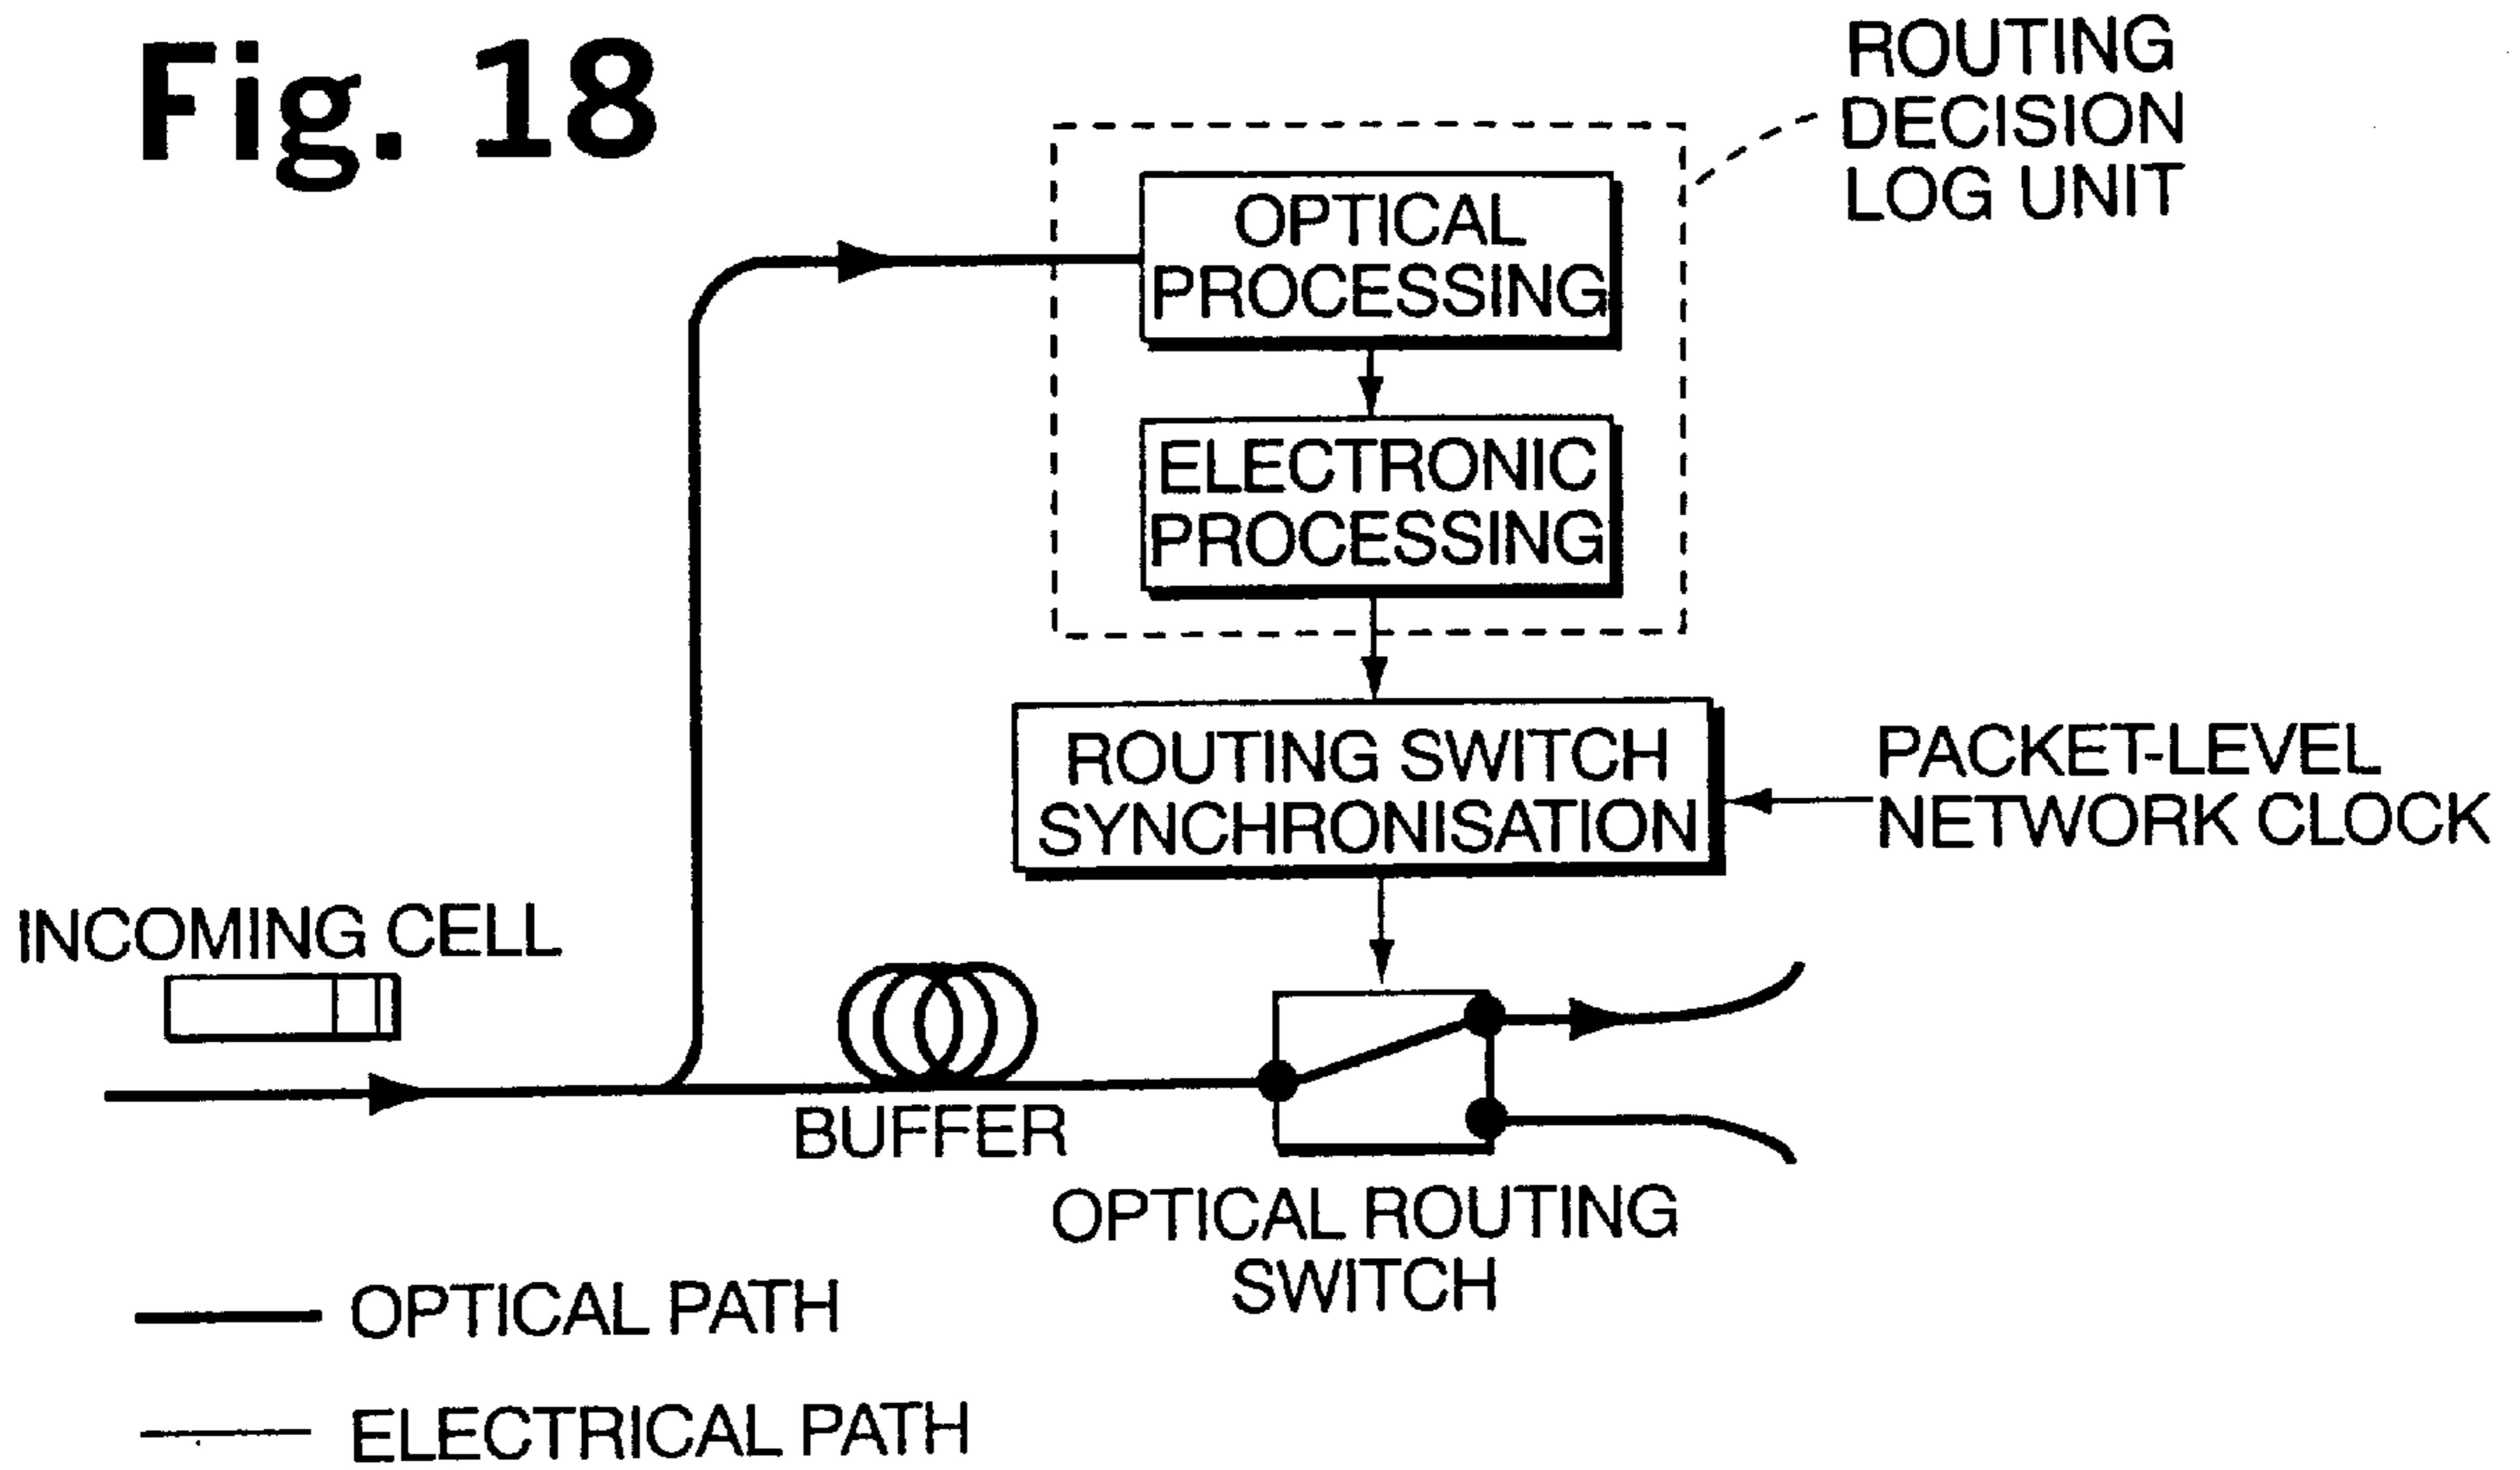 Fig. 18
ROUTING
DECISION
LOG UNIT
OPTICAL
PROCESSING
ELECTRONIC
PROCESSING
ROUTING SWITCH
SYNCHRONISATION
PACKET-LEVEL
NETWORK CLOCK
INCOMING CELL
BUFFER
OPTICAL ROUTING
SWITCH
OPTICAL PATH
ELECTRICAL PATH